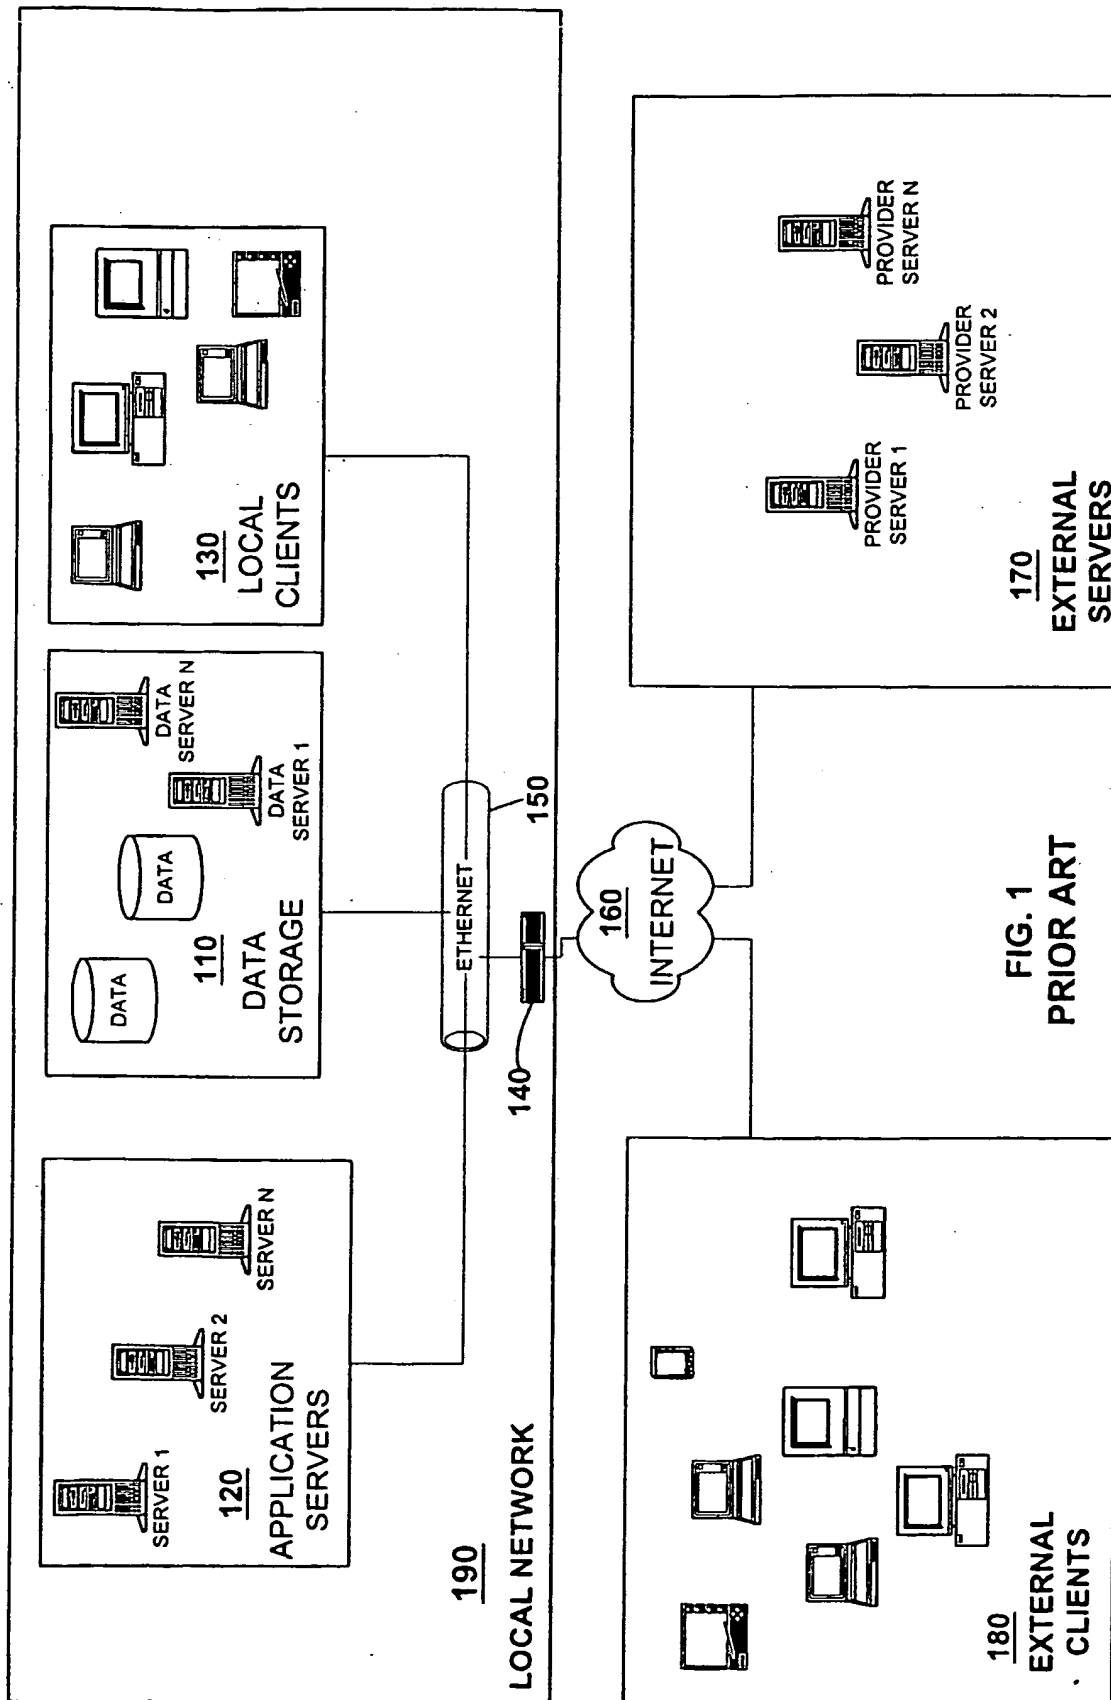 SERVER 1
SERVER 2
SERVER N
120
APPLICATION
SERVERS
DATA
DATA
110
DATA
STORAGE
DATA
SERVER 1
DATA
SERVER N
130
LOCAL
CLIENTS
ETHERNET
150
140
190
LOCAL NETWORK
160
INTERNET
180
EXTERNAL
CLIENTS
PROVIDER
SERVER 1
PROVIDER
SERVER 2
PROVIDER
SERVER N
170
EXTERNAL
SERVERS
FIG. 1
PRIOR ART